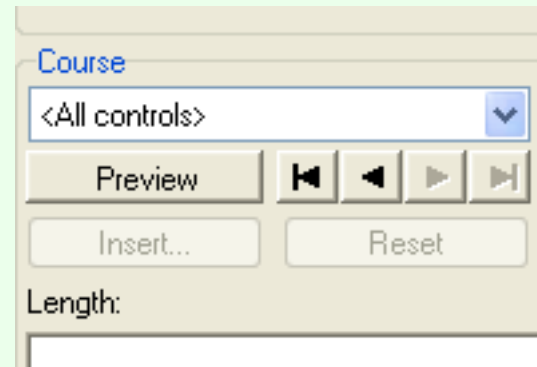 Course
<All controls>
Preview
Insert... Reset
Length: